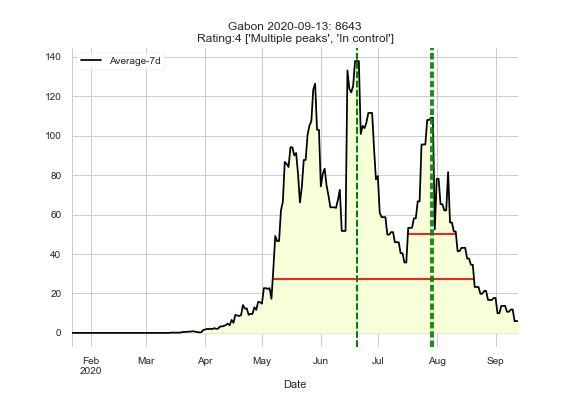 Gabon 2020-09-13: 8643
Rating:4 ['Multiple peaks', 'In control']
Average-7d
140
120
100
80
60
40
20
0
Feb Mar Apr May Jun Jul Aug Sep
2020
Date